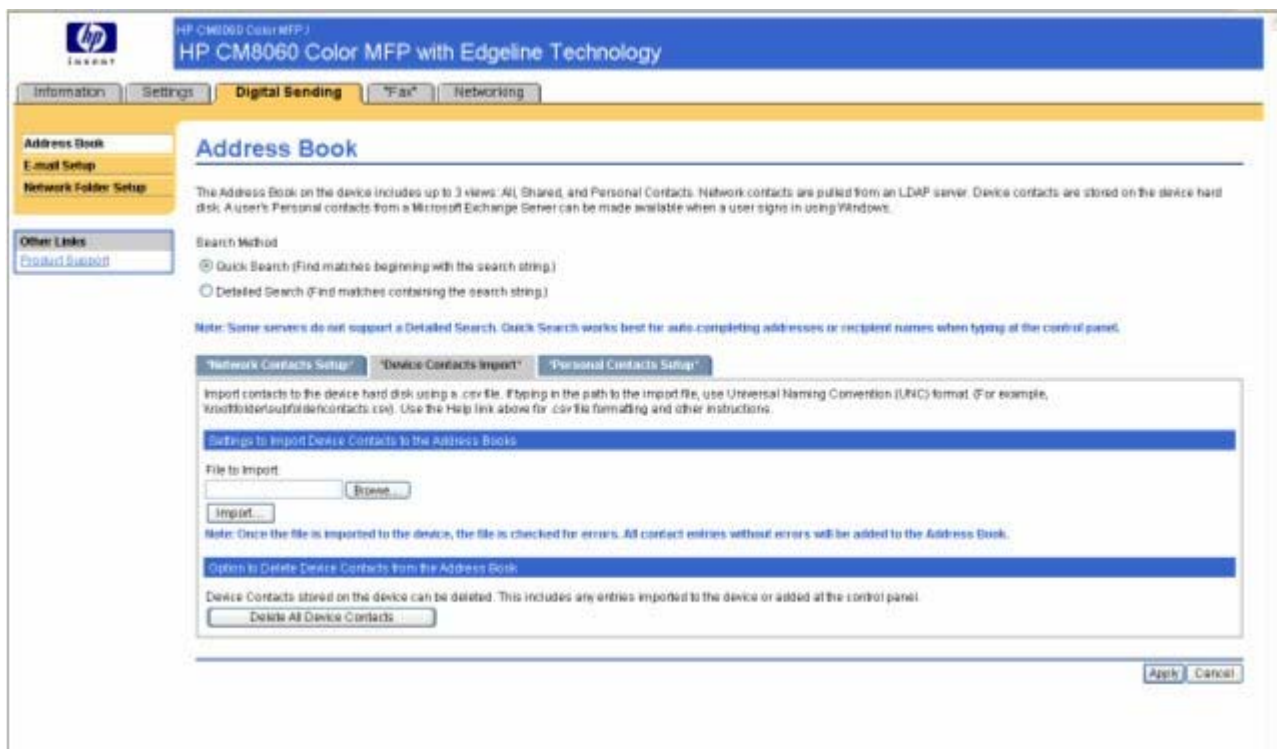 hp
invent
HP CM8060 Color MFP /
HP CM8060 Color MFP with Edgeline Technology
Information
Settings
Digital Sending
"Fax"
Networking
Address Book
E-mail Setup
Network Folder Setup
Other Links
Product Support
Address Book
The Address Book on the device includes up to 3 views: All, Shared, and Personal Contacts. Network contacts are pulled from an LDAP server. Device contacts are stored on the device hard
disk. A user's Personal contacts from a Microsoft Exchange Server can be made available when a user signs in using Windows.
Search Method
Quick Search (Find matches beginning with the search string.)
Detailed Search (Find matches containing the search string.)
Note: Some servers do not support a Detailed Search. Quick Search works best for auto-completing addresses or recipient names when typing at the control panel.
"Network Contacts Setup"
"Device Contacts Import"
"Personal Contacts Setup"
Import contacts to the device hard disk using a .csv file. If typing in the path to the import file, use Universal Naming Convention (UNC) format. (For example,
\\rootfolder\subfolder\contacts.csv). Use the Help link above for .csv file formatting and other instructions.
Settings to Import Device Contacts to the Address Books
File to Import
Browse...
Import...
Note: Once the file is imported to the device, the file is checked for errors. All contact entries without errors will be added to the Address Book.
Option to Delete Device Contacts from the Address Book
Device Contacts stored on the device can be deleted. This includes any entries imported to the device or added at the control panel.
Delete All Device Contacts
Apply
Cancel